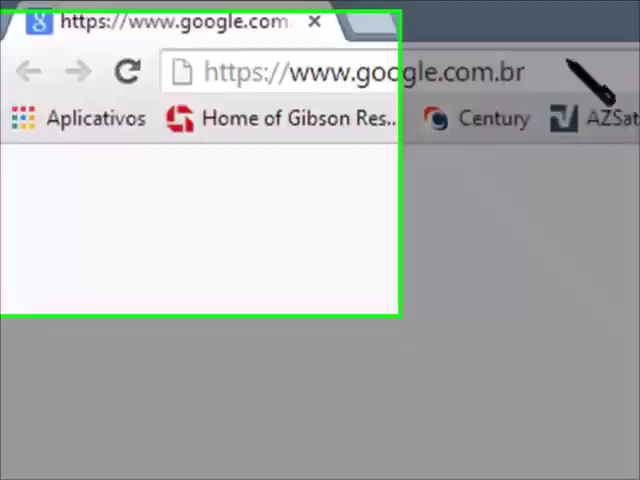 https://www.google.com.
https://www.google.com.br
Aplicativos Home of Gibson Res... Century AZSat